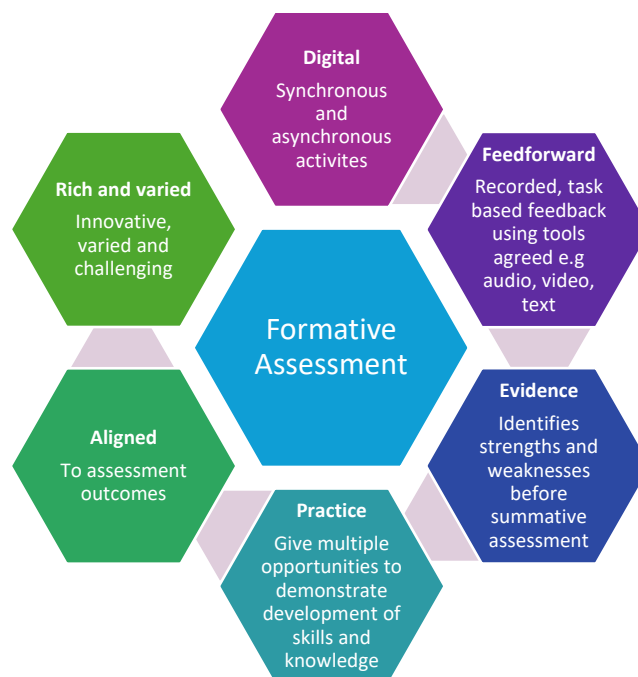 Digital
Synchronous
and
asynchronous
activites
Feedforward
Recorded, task
based feedback
using tools
agreed e.g
audio, video,
text
Evidence
Identifies
strengths and
weaknesses
before
summative
assessment
Practice
Give multiple
opportunities to
demonstrate
development of
skills and
knowledge
Aligned
To assessment
outcomes
Rich and varied
Innovative,
varied and
challenging
Formative
Assessment